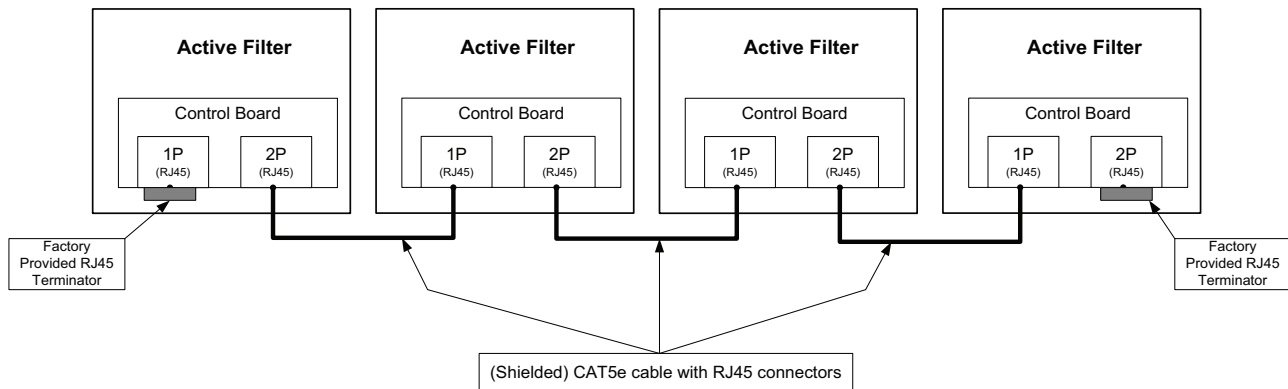 Active Filter
Control Board
1P
(RJ45)
2P
(RJ45)
Active Filter
Control Board
1P
(RJ45)
2P
(RJ45)
Active Filter
Control Board
1P
(RJ45)
2P
(RJ45)
Active Filter
Control Board
1P
(RJ45)
2P
(RJ45)
Factory
Provided RJ45
Terminator
Factory
Provided RJ45
Terminator
(Shielded) CAT5e cable with RJ45 connectors